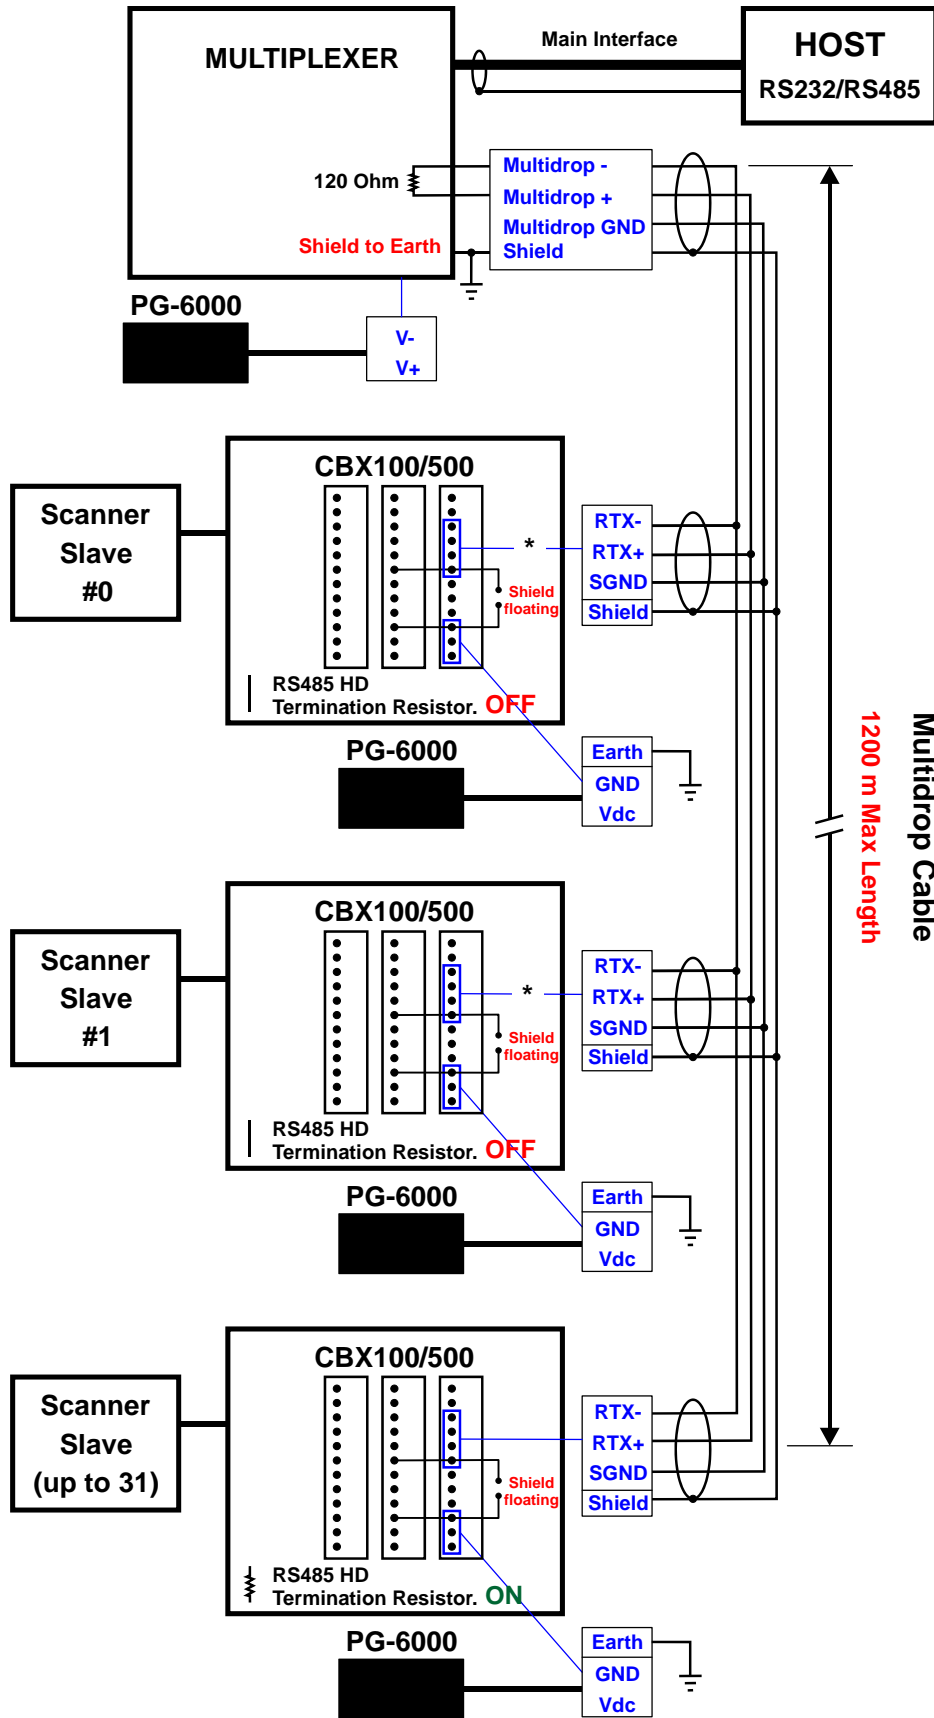 MULTIPLEXER
Main Interface
HOST
RS232/RS485
120 Ohm
Multidrop -
Multidrop +
Multidrop GND
Shield to Earth
Shield
PG-6000
V-
V+
CBX100/500
Scanner
Slave
#0
RTX-
*
RTX+
SGND
Shield
Shield
floating
RS485 HD
Termination Resistor. OFF
PG-6000
Earth
GND
Vdc
Multidrop Cable
1200 m Max Length
CBX100/500
Scanner
Slave
#1
RTX-
*
RTX+
SGND
Shield
Shield
floating
RS485 HD
Termination Resistor. OFF
PG-6000
Earth
GND
Vdc
CBX100/500
Scanner
Slave
(up to 31)
RTX-
RTX+
SGND
Shield
Shield
floating
RS485 HD
Termination Resistor. ON
PG-6000
Earth
GND
Vdc